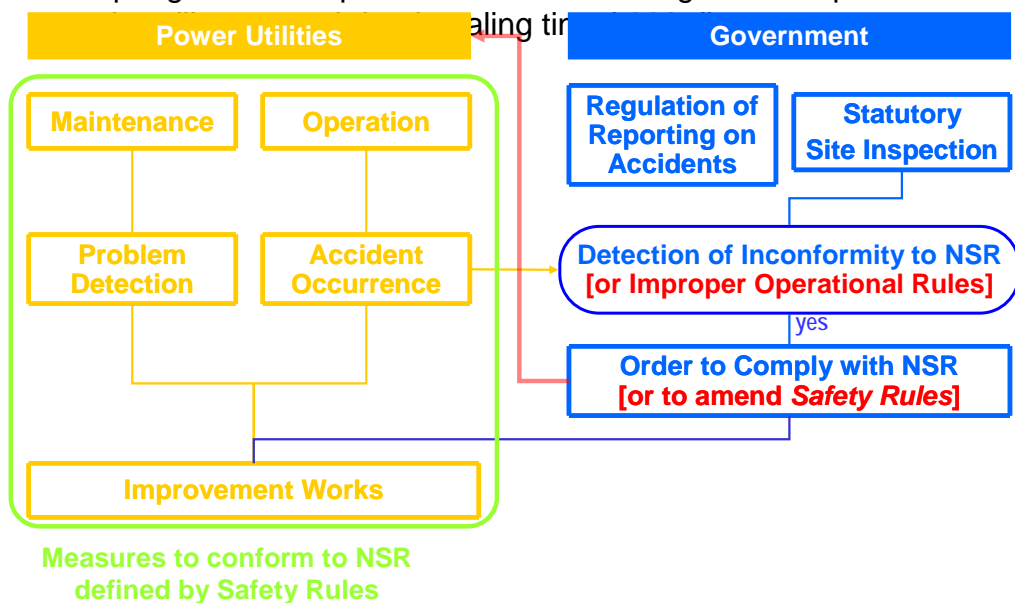 aling tin
Power Utilities
Government
Maintenance
Operation
Regulation of
Reporting on
Accidents
Statutory
Site Inspection
Problem
Detection
Accident
Occurrence
Detection of Inconformity to NSR
[or Improper Operational Rules]
yes
Order to Comply with NSR
[or to amend Safety Rules]
Improvement Works
Measures to conform to NSR
defined by Safety Rules